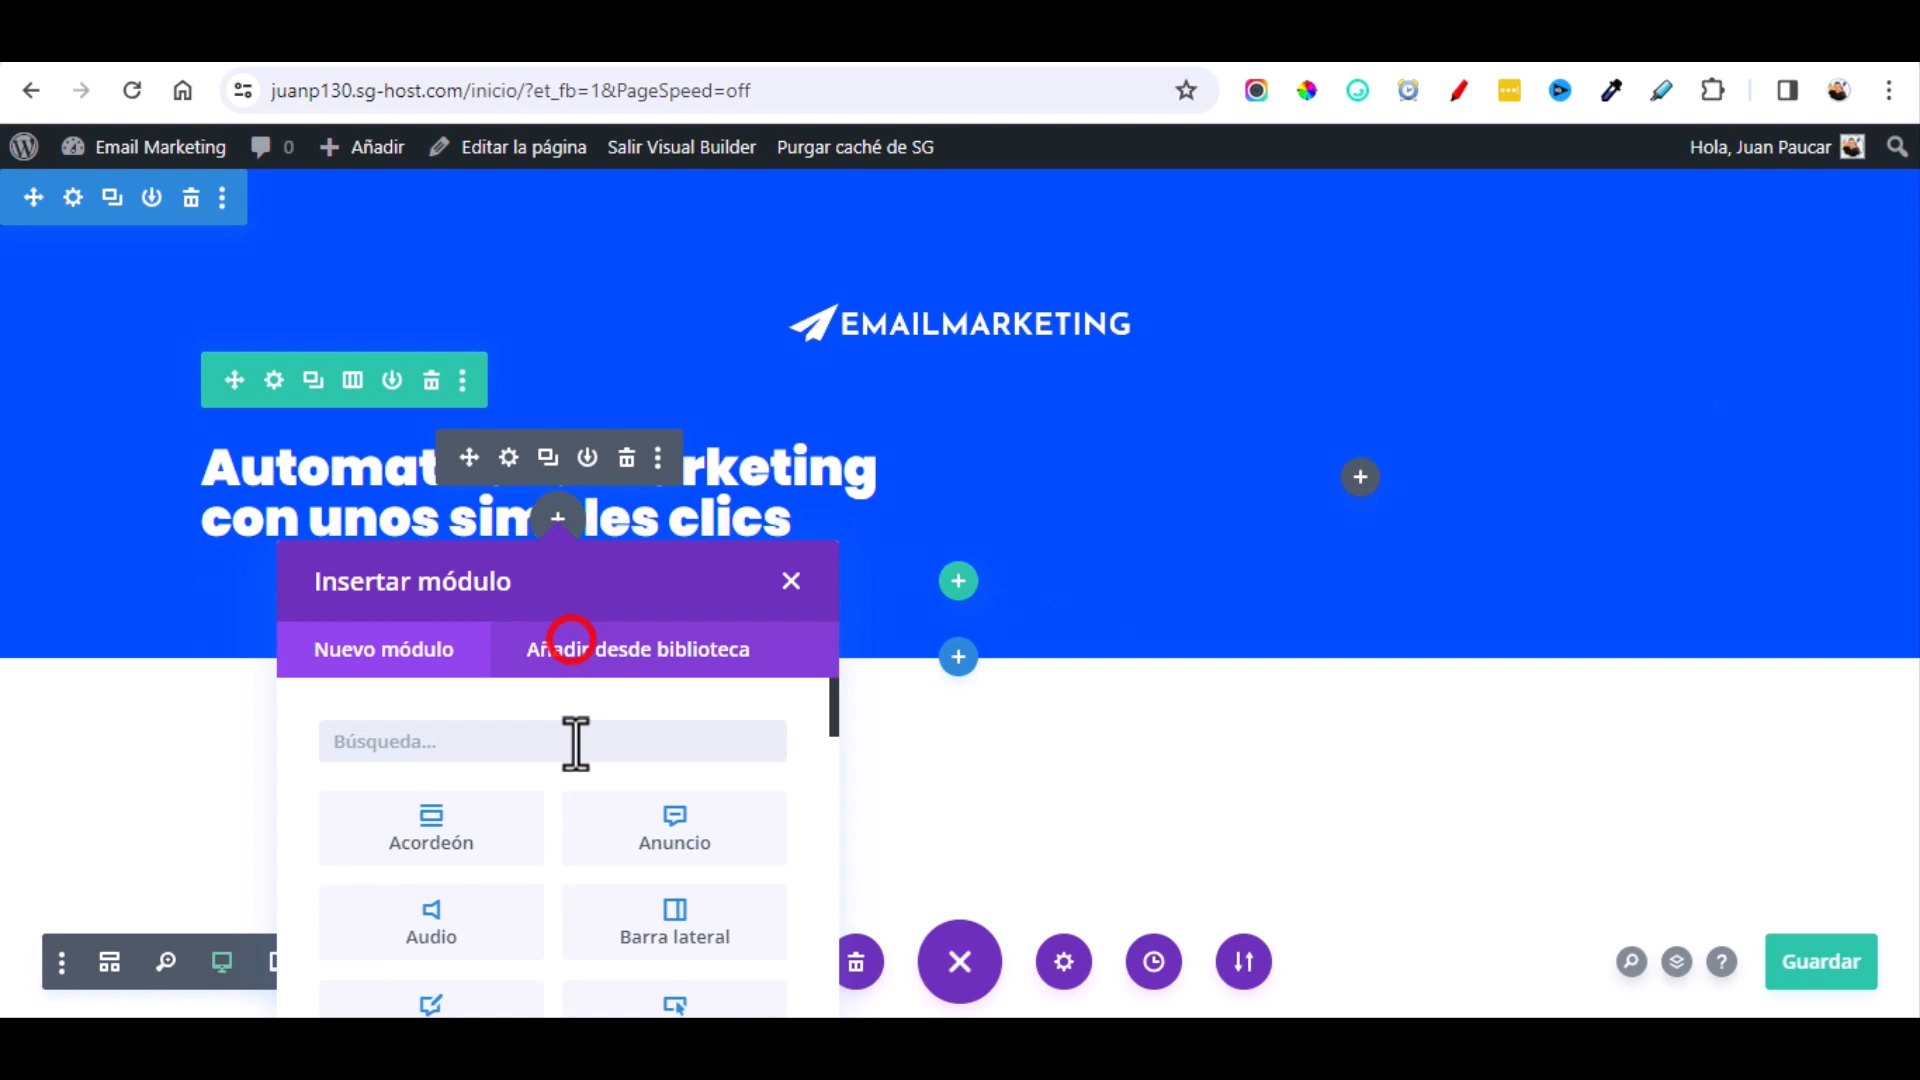 juanp130.sg-host.com/inicio/?et_fb=1&PageSpeed=off
Email Marketing 0 Añadir Editar la página Salir Visual Builder Purgar caché de SG Hola, Juan Paucar
EMAILMARKETING
rketing
con unos les clics
Insertar módulo
Nuevo módulo Añadir desde biblioteca
Búsqueda...
Acordeón Anuncio
Audio Barra lateral
Guardar